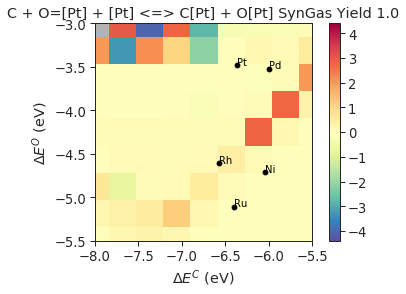 C + O=[Pt] + [Pt] <=> C[Pt] + O[Pt] SynGas Yield 1.0
−3.0
−3.5
−4.0
−4.5
−5.0
−5.5
ΔE^O (eV)
Pt
Pd
Rh
Ni
Ru
−8.0 −7.5 −7.0 −6.5 −6.0 −5.5
ΔE^C (eV)
4
3
2
1
0
−1
−2
−3
−4